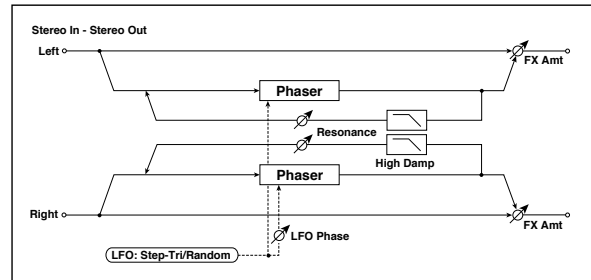 Stereo In - Stereo Out
Left
FX Amt
Phaser
Resonance
High Damp
Phaser
Right
FX Amt
LFO Phase
LFO: Step-Tri/Random